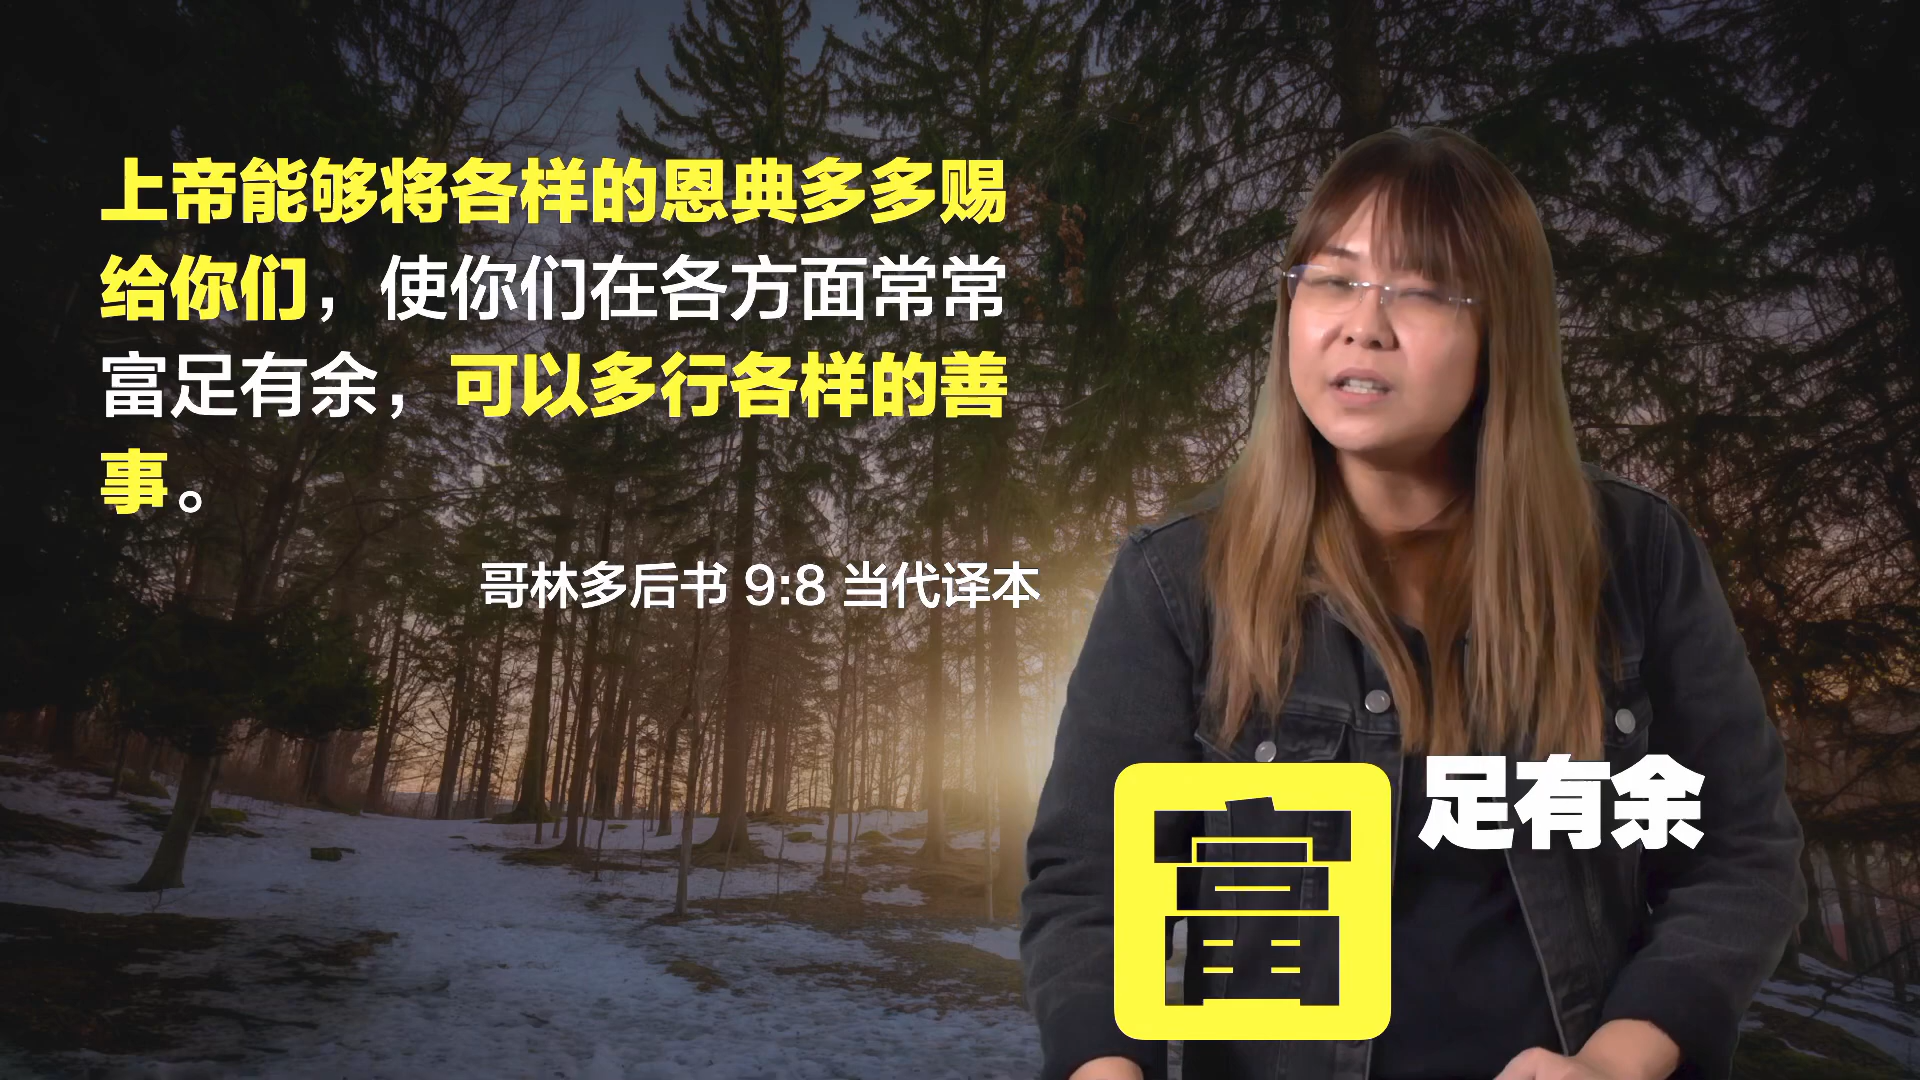 上帝能够将各样的恩典多多赐
给你们，使你们在各方面常常
富足有余，可以多行各样的善
事。
哥林多后书 9:8 当代译本
富足有余